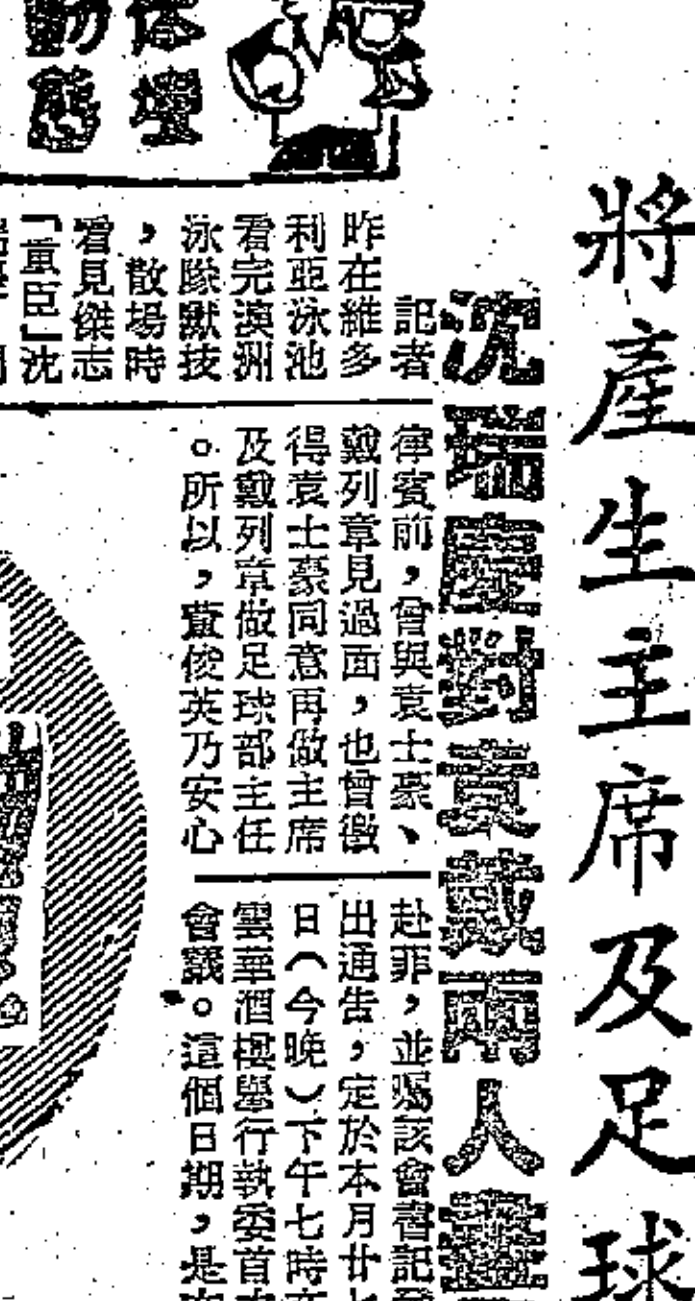 將產生主席及足球
沈瑞慶對袁戴兩人
體壇
動態
記者
昨在維多
利亞泳池
看完澳洲
泳隊獻技
，散場時
看見傑志
「重臣」沈
律賓前，曾與袁士豪、
戴列章見過面，也曾徵
得袁士豪同意再做主席
及戴列章做足球部主任
。所以，董俊英乃安心
赴菲，並囑該會書記
出通告，定於本月廿
日（今晚）下午七時
雲華酒樓舉行執委首
會議。這個日期，是